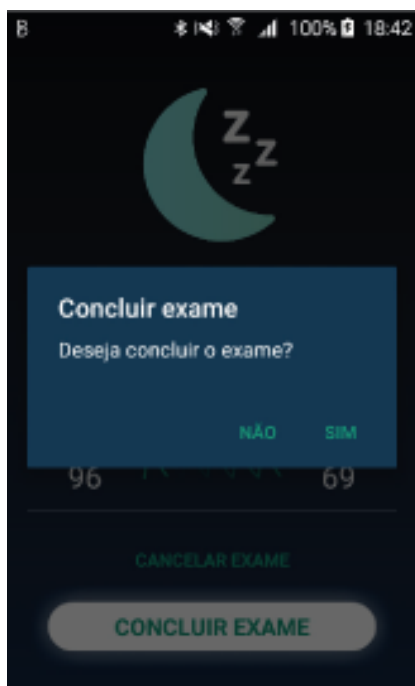 100% 18:42
z
z
z
Concluir exame
Deseja concluir o exame?
NÃO SIM
96 69
CANCELAR EXAME
CONCLUIR EXAME